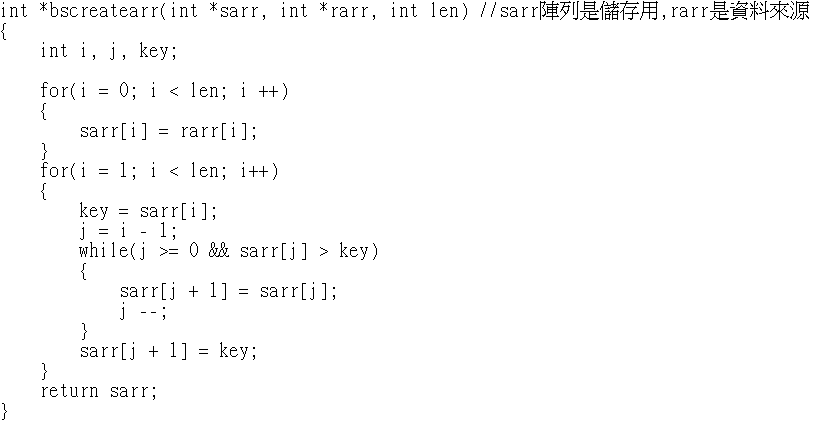 int *bscreatearr(int *sarr, int *rarr, int len) //sarr陣列是儲存用,rarr是資料來源
{
    int i, j, key;

    for(i = 0; i < len; i ++)
    {
        sarr[i] = rarr[i];
    }
    for(i = 1; i < len; i++)
    {
        key = sarr[i];
        j = i - 1;
        while(j >= 0 && sarr[j] > key)
        {
            sarr[j + 1] = sarr[j];
            j --;
        }
        sarr[j + 1] = key;
    }
    return sarr;
}